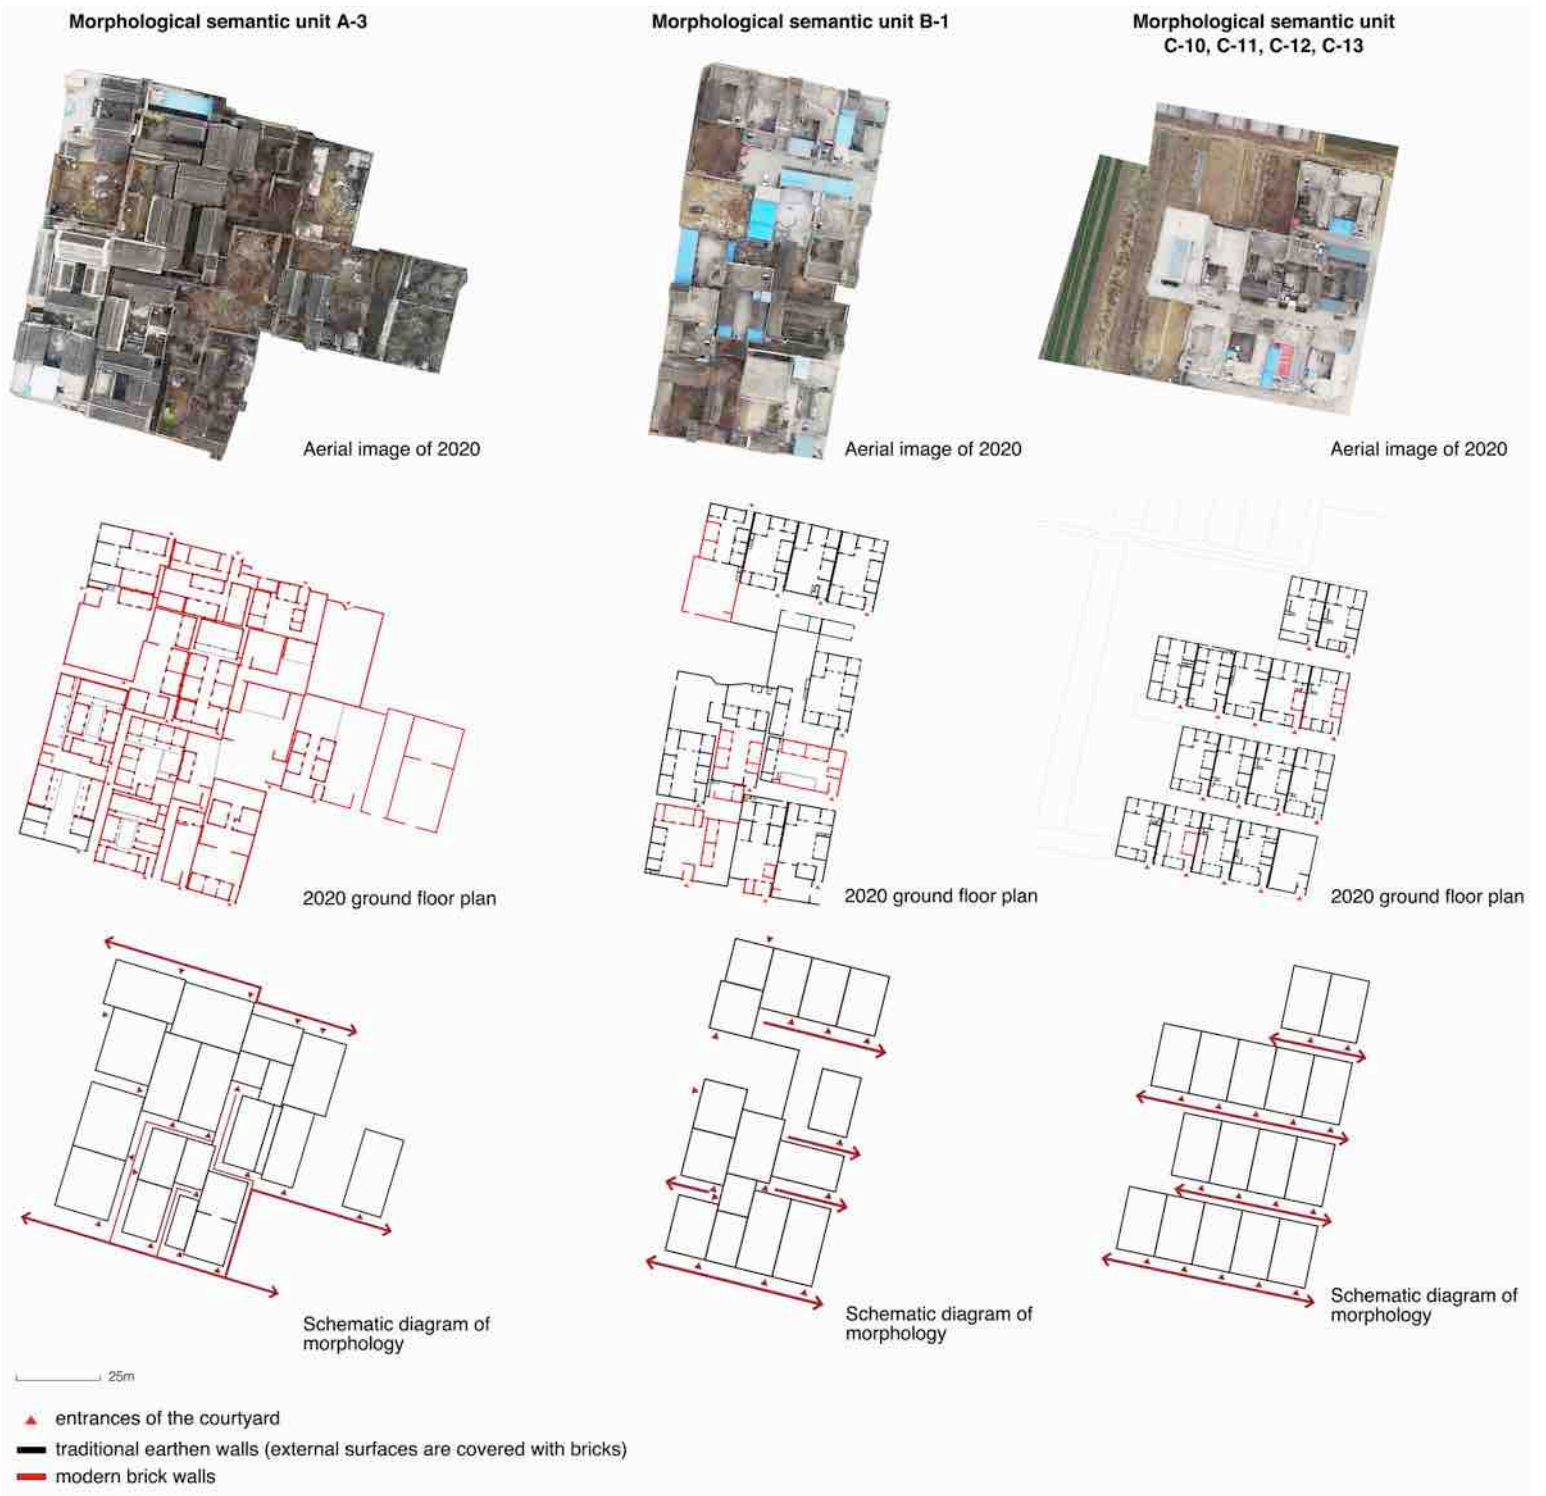 Morphological semantic unit A-3
Morphological semantic unit B-1
Morphological semantic unit
C-10, C-11, C-12, C-13
Aerial image of 2020
Aerial image of 2020
Aerial image of 2020
2020 ground floor plan
2020 ground floor plan
2020 ground floor plan
Schematic diagram of
morphology
Schematic diagram of
morphology
Schematic diagram of
morphology
25m
entrances of the courtyard
traditional earthen walls (external surfaces are covered with bricks)
modern brick walls